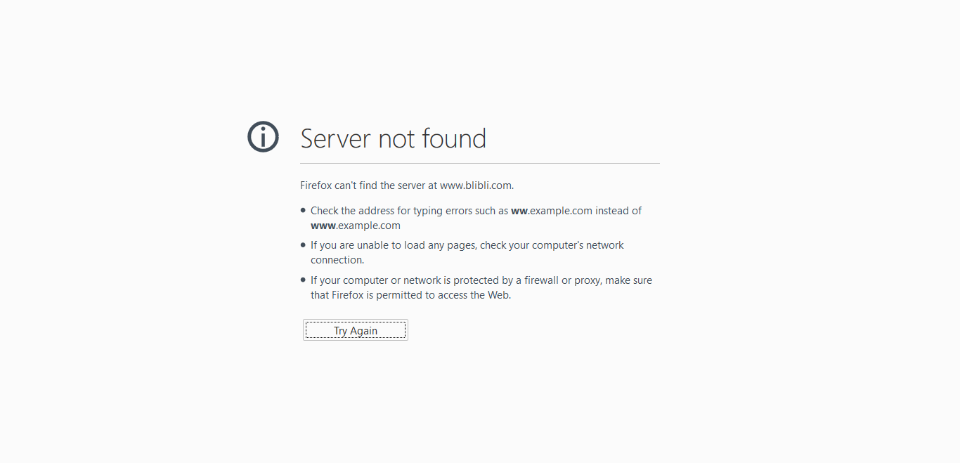 Server not found
Firefox can't find the server at www.blibli.com.
Check the address for typing errors such as ww.example.com instead of
www.example.com
If you are unable to load any pages, check your computer's network
connection.
If your computer or network is protected by a firewall or proxy, make sure
that Firefox is permitted to access the Web.
Try Again